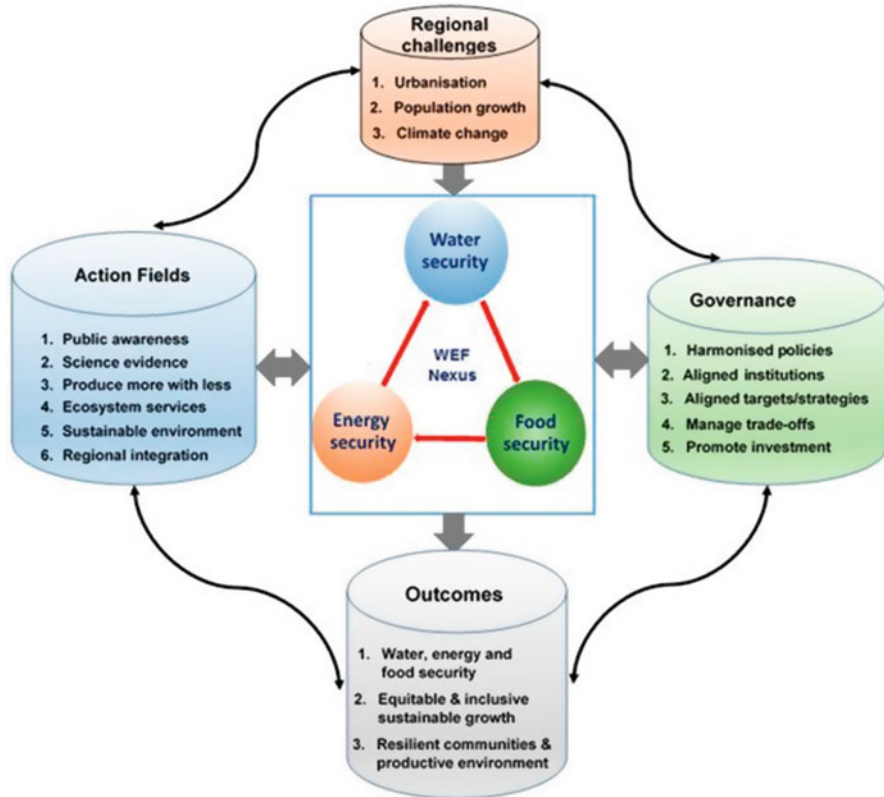 Regional
challenges
1. Urbanisation
2. Population growth
3. Climate change
Action Fields
1. Public awareness
2. Science evidence
3. Produce more with less
4. Ecosystem services
5. Sustainable environment
6. Regional integration
Water
security
WEF
Nexus
Energy
security
Food
security
Governance
1. Harmonised policies
2. Aligned institutions
3. Aligned targets/strategies
4. Manage trade-offs
5. Promote investment
Outcomes
1. Water, energy and
food security
2. Equitable & inclusive
sustainable growth
3. Resilient communities &
productive environment